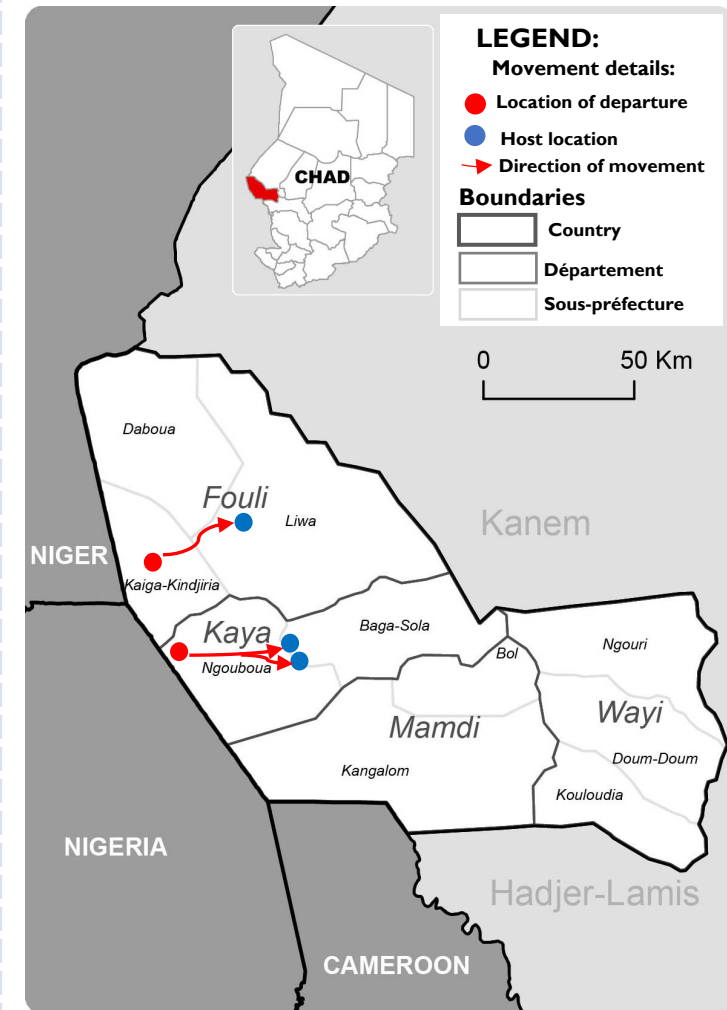 LEGEND:
Movement details:
Location of departure
Host location
Direction of movement
Boundaries
Country
Département
Sous-préfecture
CHAD
0 50 Km
Daboua
Fouli
Liwa
Kanem
NIGER
Kaiga-Kindjiria
Kaya
Baga-Sola
Ngouboua
Bol
Ngouri
Wayi
Mamdi
Doum-Doum
Kangalom
Kouloudia
NIGERIA
Hadjer-Lamis
CAMEROON